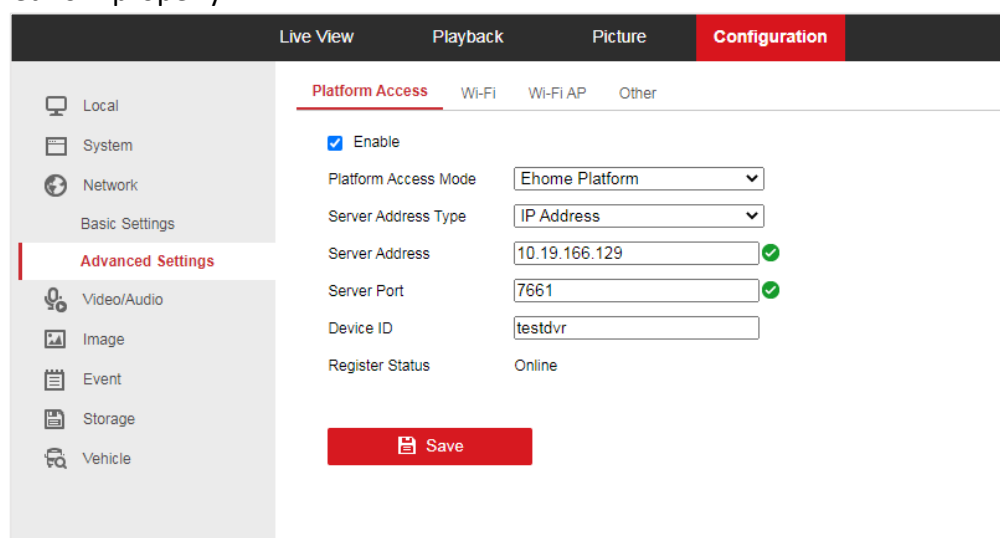 Live View Playback Picture Configuration
Platform Access Wi-Fi Wi-Fi AP Other
Local
System
Network
Basic Settings
Advanced Settings
Video/Audio
Image
Event
Storage
Vehicle
Enable
Platform Access Mode Ehome Platform
Server Address Type IP Address
Server Address 10.19.166.129
Server Port 7661
Device ID testdvr
Register Status Online
Save